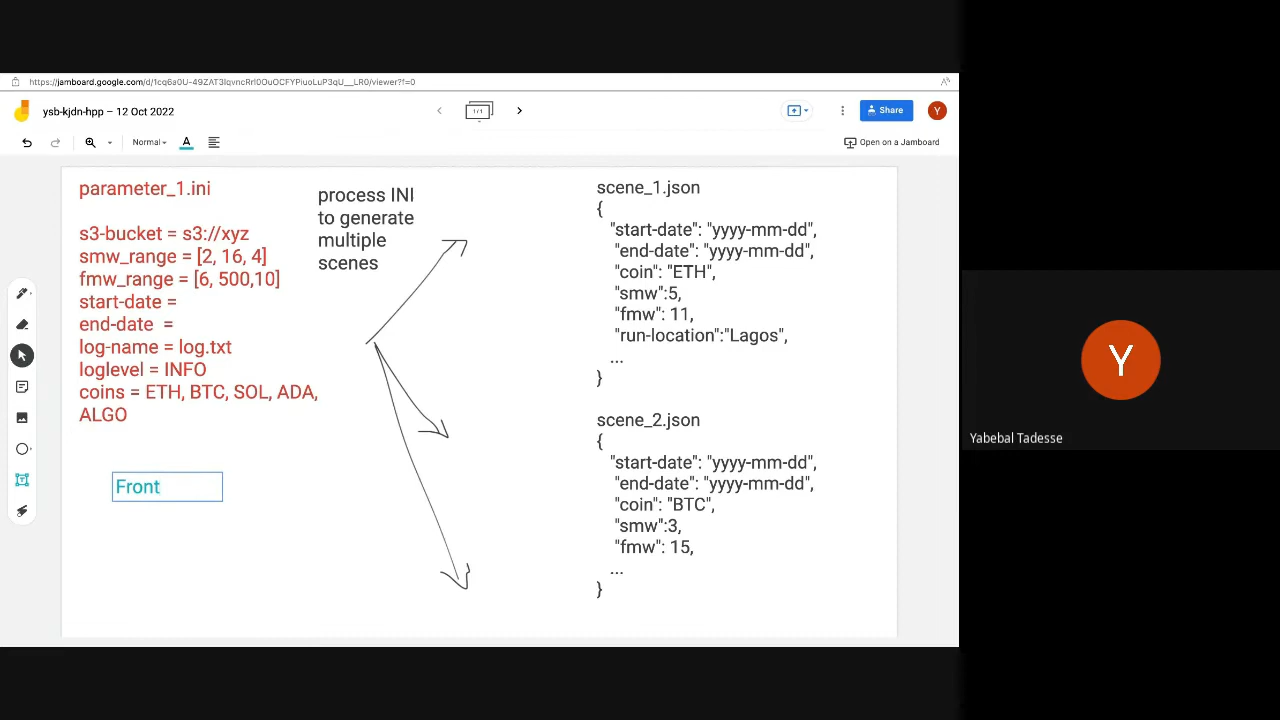 https://jamboard.google.com/d/1cq6a0U-49ZAT3IqvncRrI0OuOCFYPiuoLuP3qU__LR0/viewer?f=0
ysb-kjdn-hpp – 12 Oct 2022
1/1
Share
Y
Normal
A
Open on a Jamboard
parameter_1.ini
s3-bucket = s3://xyz
smw_range = [2, 16, 4]
fmw_range = [6, 500,10]
start-date =
end-date =
log-name = log.txt
loglevel = INFO
coins = ETH, BTC, SOL, ADA,
ALGO
Front
process INI
to generate
multiple
scenes
scene_1.json
{
"start-date": "yyyy-mm-dd",
"end-date": "yyyy-mm-dd",
"coin": "ETH",
"smw":5,
"fmw": 11,
"run-location":"Lagos",
...
}
scene_2.json
{
"start-date": "yyyy-mm-dd",
"end-date": "yyyy-mm-dd",
"coin": "BTC",
"smw":3,
"fmw": 15,
...
}
Y
Yabebal Tadesse